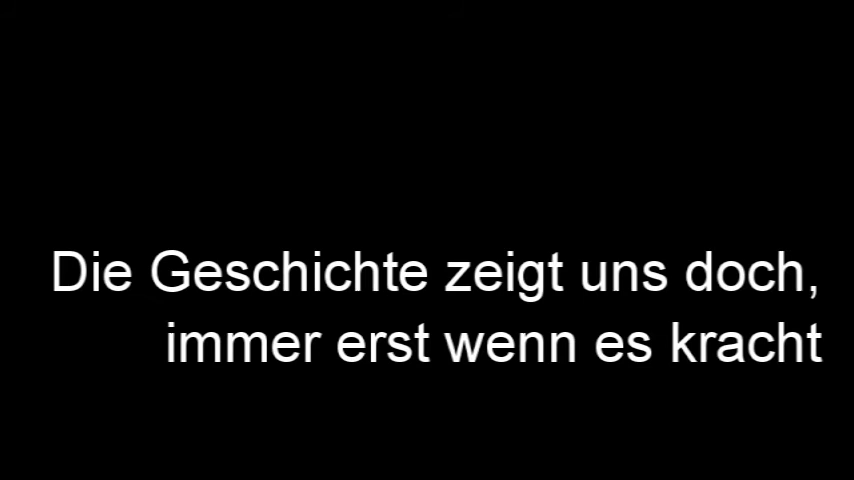 Die Geschichte zeigt uns doch,
immer erst wenn es kracht